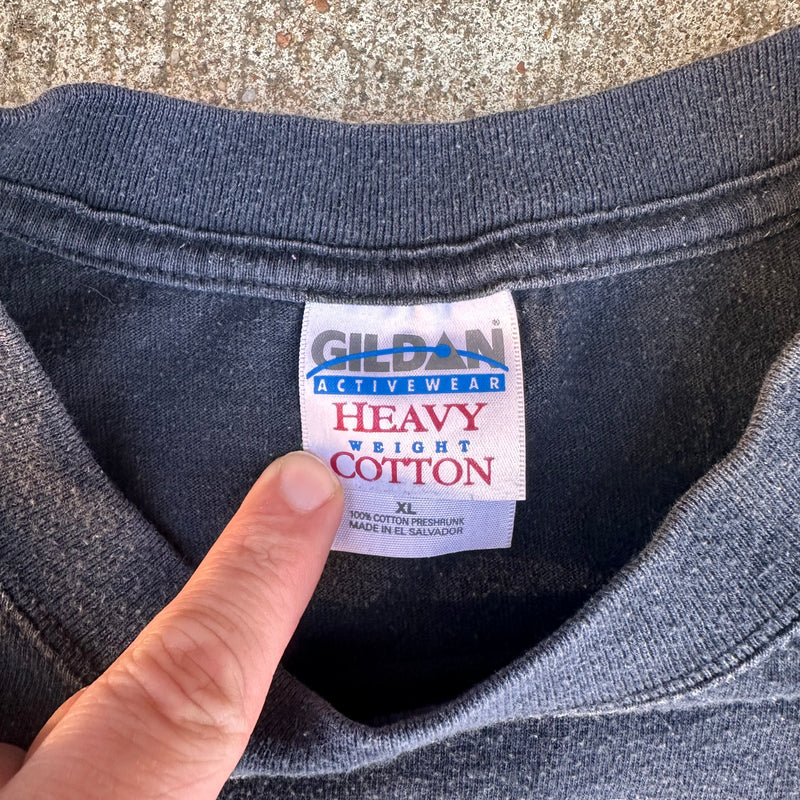 GILDAN®
ACTIVEWEAR
HEAVY
WEIGHT
COTTON
XL
100% COTTON PRESHRUNK
MADE IN EL SALVADOR